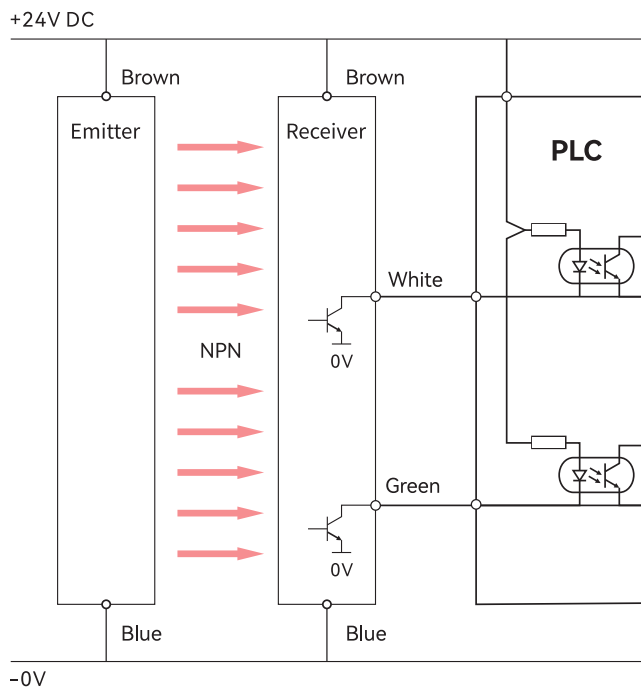 +24V DC
Brown
Brown
Emitter
Receiver
PLC
White
NPN
0V
Green
0V
Blue
Blue
–0V